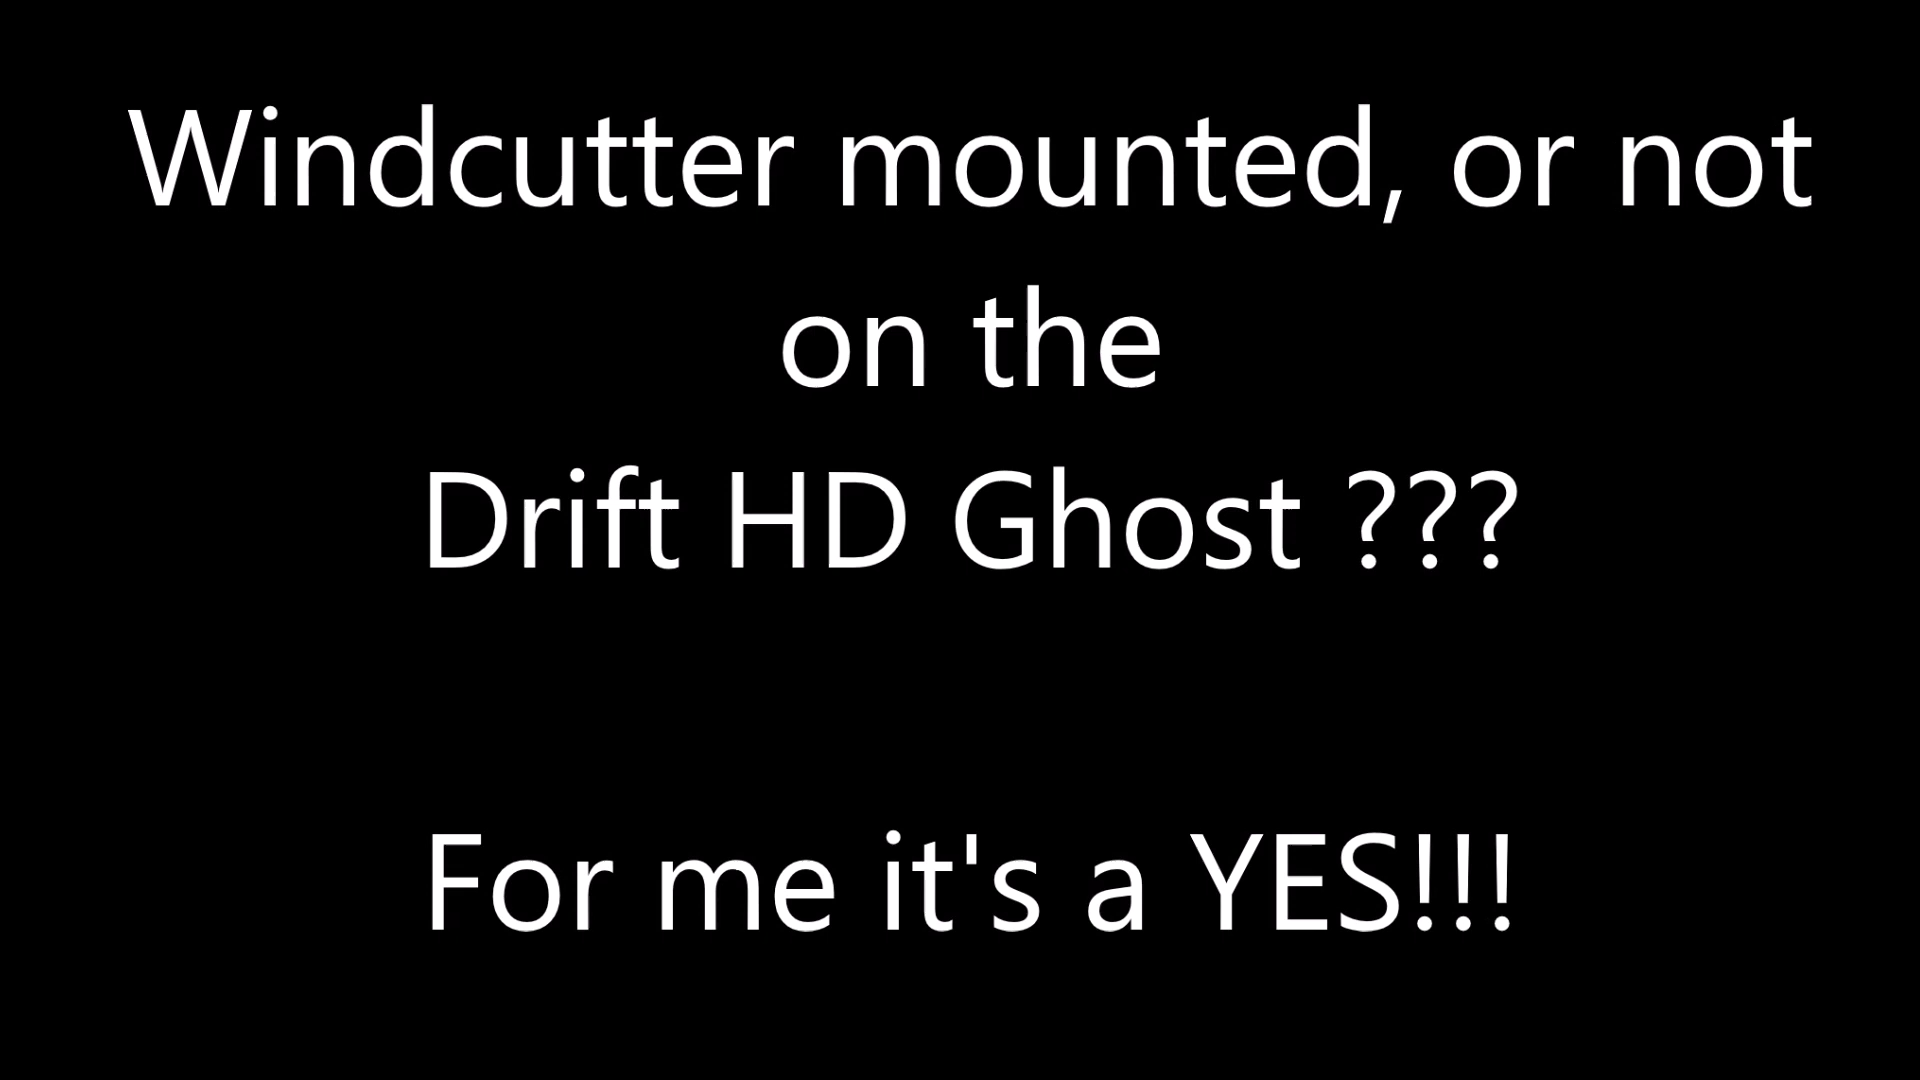 Windcutter mounted, or not
on the
Drift HD Ghost ???
For me it's a YES!!!